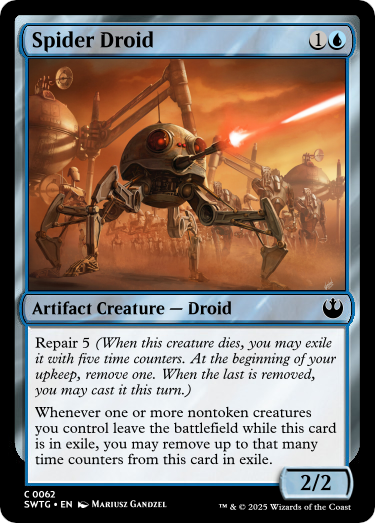 Spider Droid 1
Artifact Creature — Droid
Repair 5 (When this creature dies, you may exile
it with five time counters. At the beginning of your
upkeep, remove one. When the last is removed,
you may cast it this turn.)
Whenever one or more nontoken creatures
you control leave the battlefield while this card
is in exile, you may remove up to that many
time counters from this card in exile.
2/2
C 0062
SWTG • EN Mariusz Gandzel
™ & © 2025 Wizards of the Coast